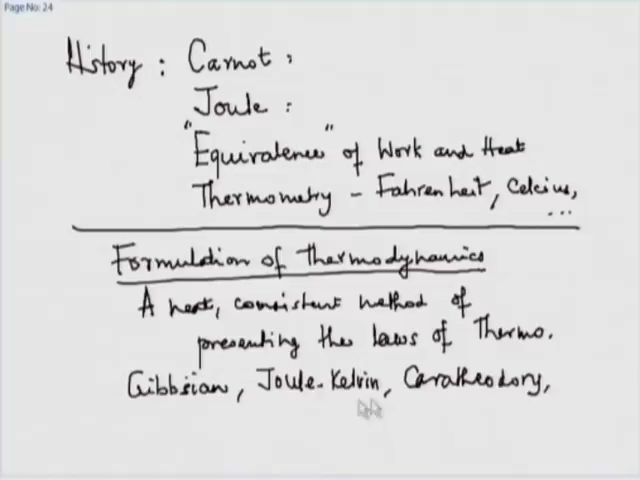 Page No: 24
History : Carnot :
Joule :
"Equivalence" of Work and Heat
Thermometry - Fahrenheit, Celcius, ...
Formulation of Thermodynamics
A neat, consistent method of
presenting the laws of Thermo.
Gibbsian, Joule-Kelvin, Caratheodory,